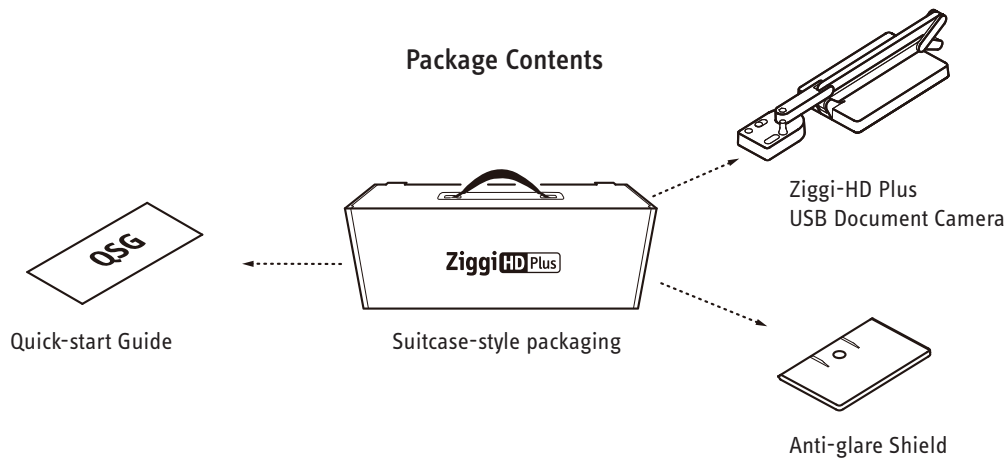 Package Contents
Ziggi-HD Plus
USB Document Camera
QSG
Ziggi HD Plus
Quick-start Guide
Suitcase-style packaging
Anti-glare Shield